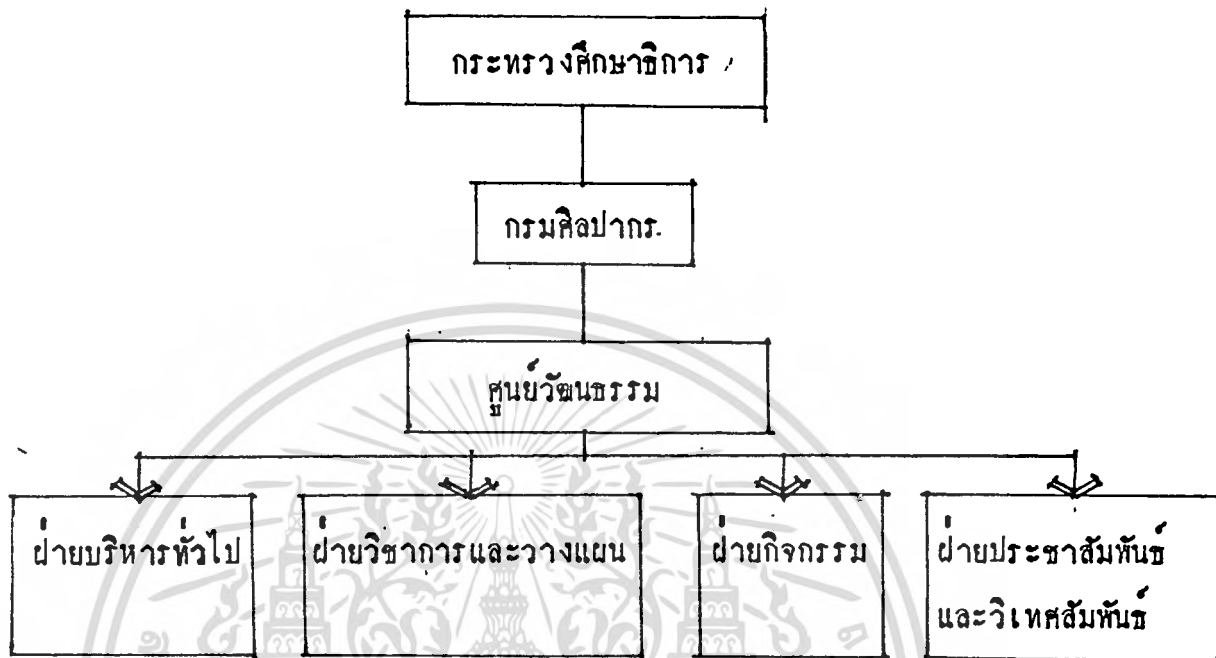 กระทรวงศึกษาธิการ
กรมศิลปากร
ศูนย์วัฒนธรรม
ฝ่ายบริหารทั่วไป
ฝ่ายวิชาการและวางแผน
ฝ่ายกิจกรรม
ฝ่ายประชาสัมพันธ์
และวิเทศสัมพันธ์